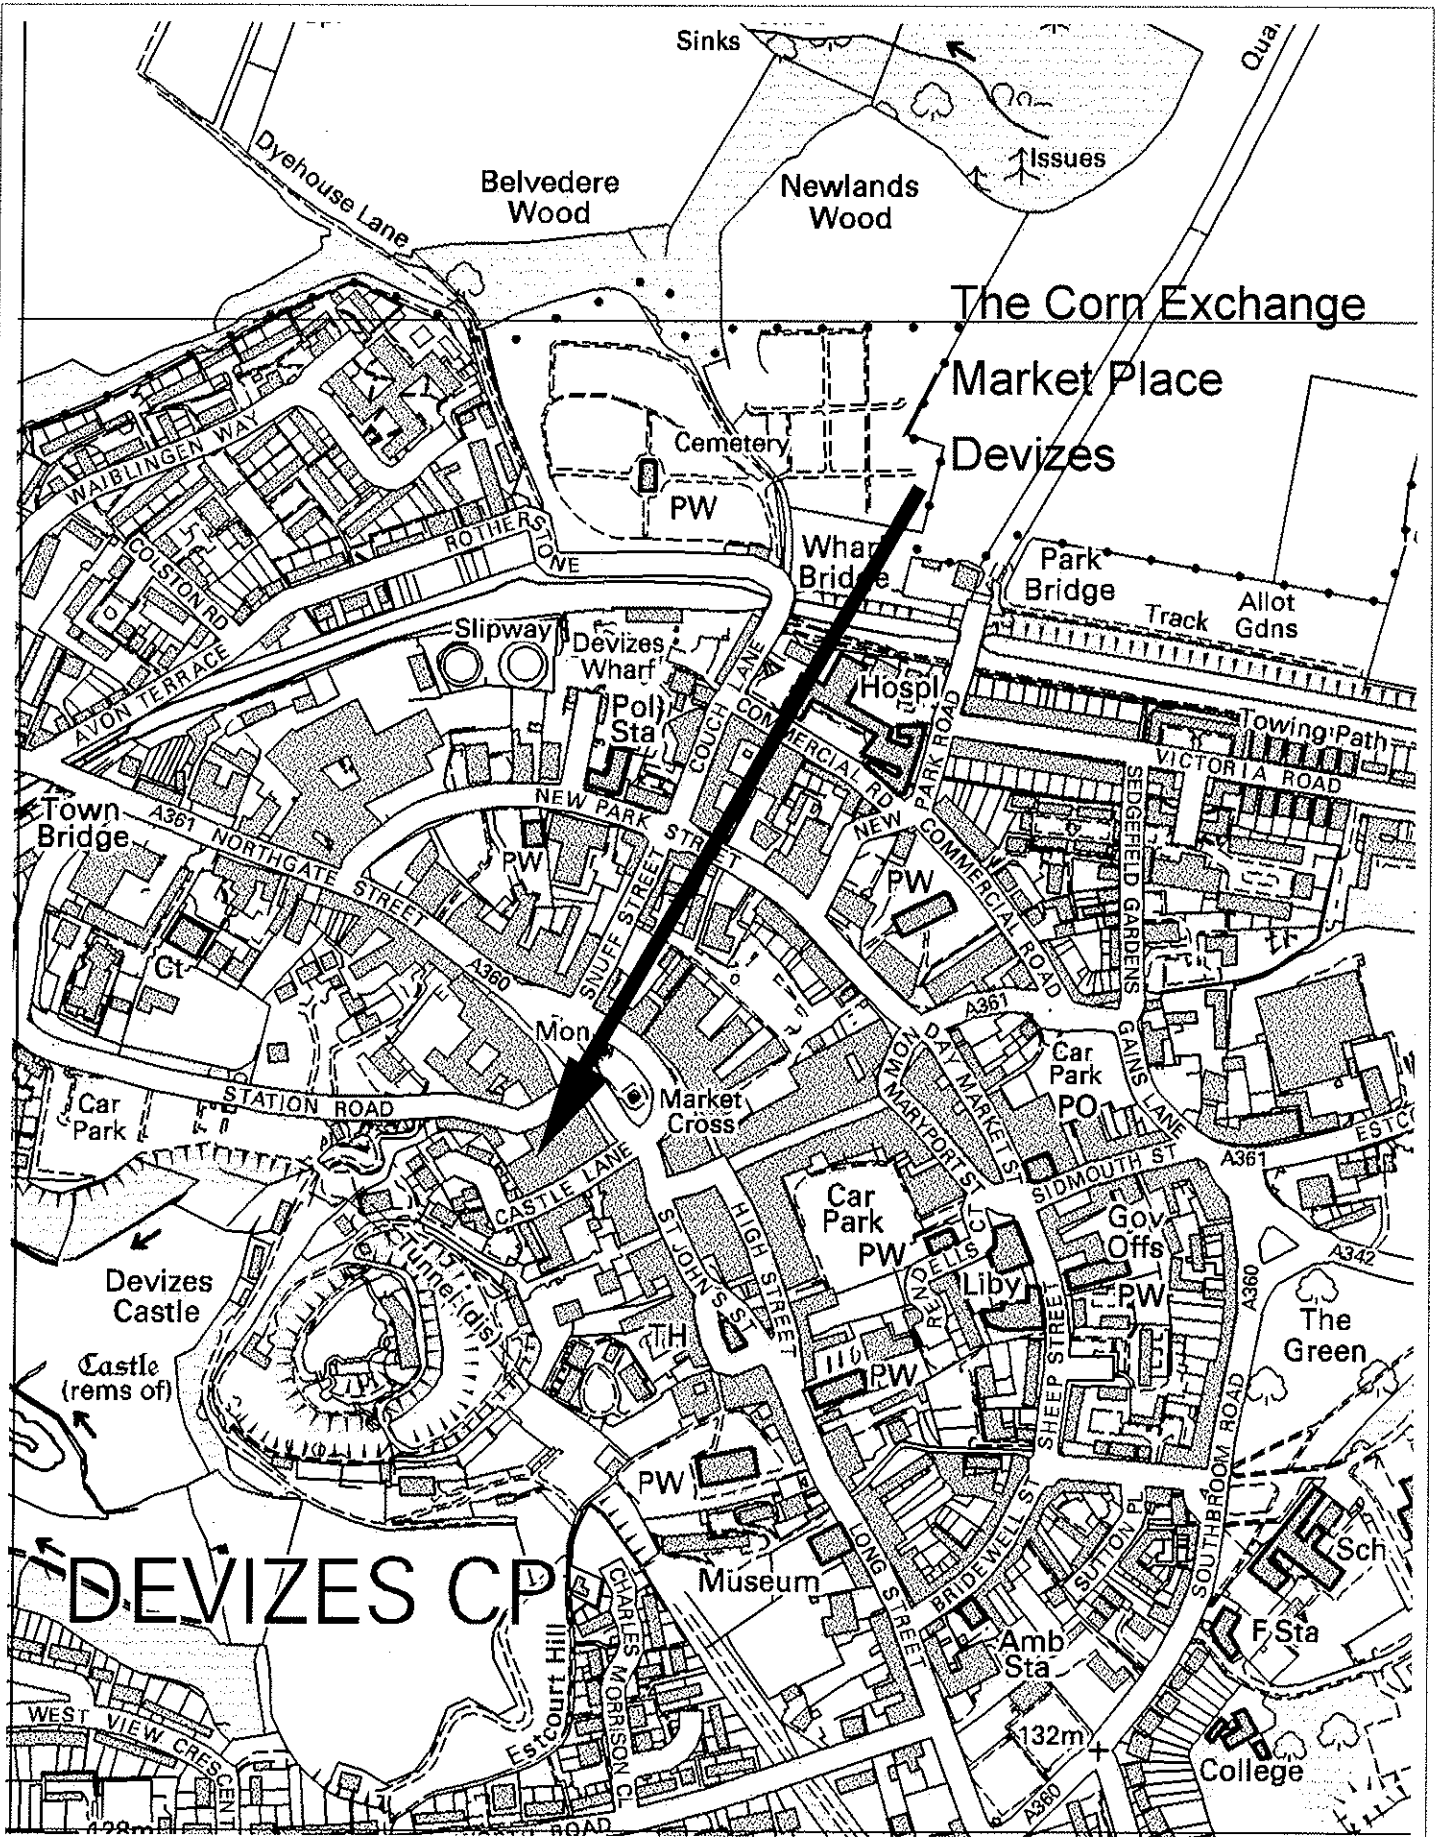 Sinks
Issues
Dyehouse Lane
Belvedere
Wood
Newlands
Wood
The Corn Exchange
Market Place
Devizes
WAIBLINGEN WAY
Cemetery
PW
COLSTON RD
ROTHERSTONE
Park
Bridge
Allot
Gdns
Track
AVON TERRACE
Slipway
Devizes
Wharf
Pol
Sta
COUCH LANE
COMMERCIAL RD
Hospl
NEW PARK ROAD
Towing Path
VICTORIA ROAD
Town
Bridge
A361 NORTHGATE STREET
NEW PARK STREET
PW
SNUFF STREET
PW
COMMERCIAL ROAD
SEDGEFIELD GARDENS
Ct
A360
A361
GAINS LANE
Mon
MONDAY MARKET ST
MARYPORT ST
Car
Park
PO
STATION ROAD
Car
Park
Market
Cross
CASTLE LANE
SIDMOUTH ST
A361
ESTC
Car
Park
PW
Gov
Offs
PW
HIGH STREET
ST JOHN'S ST
RENDELLS CT
Liby
A342
A360
Devizes
Castle
Tunnel (dis)
The
Green
Castle
(rems of)
TH
PW
SHEEP STREET
SOUTHBROOM ROAD
PW
Museum
LONG STREET
BRIDEWELL ST
SUTTON PL
Sch
DEVIZES CP
CHARLES MORRISON CL
Estcourt Hill
Amb
Sta
F Sta
WEST VIEW CRESCENT
132m
College
A360
128m
ROAD